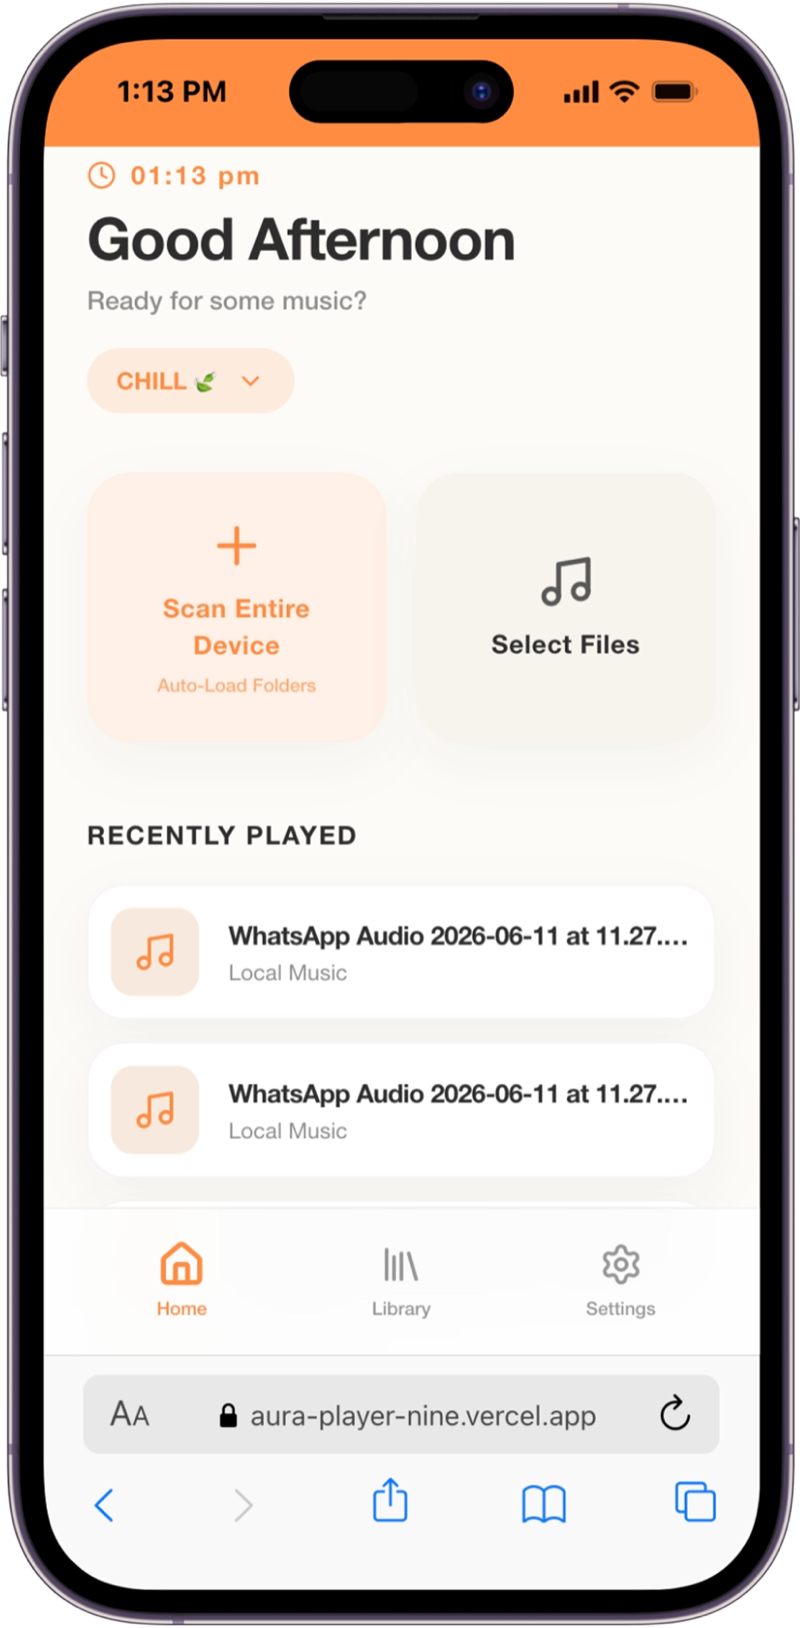 1:13 PM
01:13 pm
Good Afternoon
Ready for some music?
CHILL
Scan Entire
Device
Auto-Load Folders
Select Files
RECENTLY PLAYED
WhatsApp Audio 2026-06-11 at 11.27....
Local Music
WhatsApp Audio 2026-06-11 at 11.27....
Local Music
Home
Library
Settings
AA
aura-player-nine.vercel.app